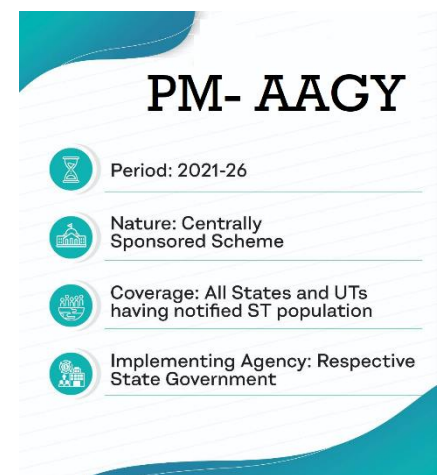 PM- AAGY
Period: 2021-26
Nature: Centrally
Sponsored Scheme
Coverage: All States and UTs
having notified ST population
Implementing Agency: Respective
State Government